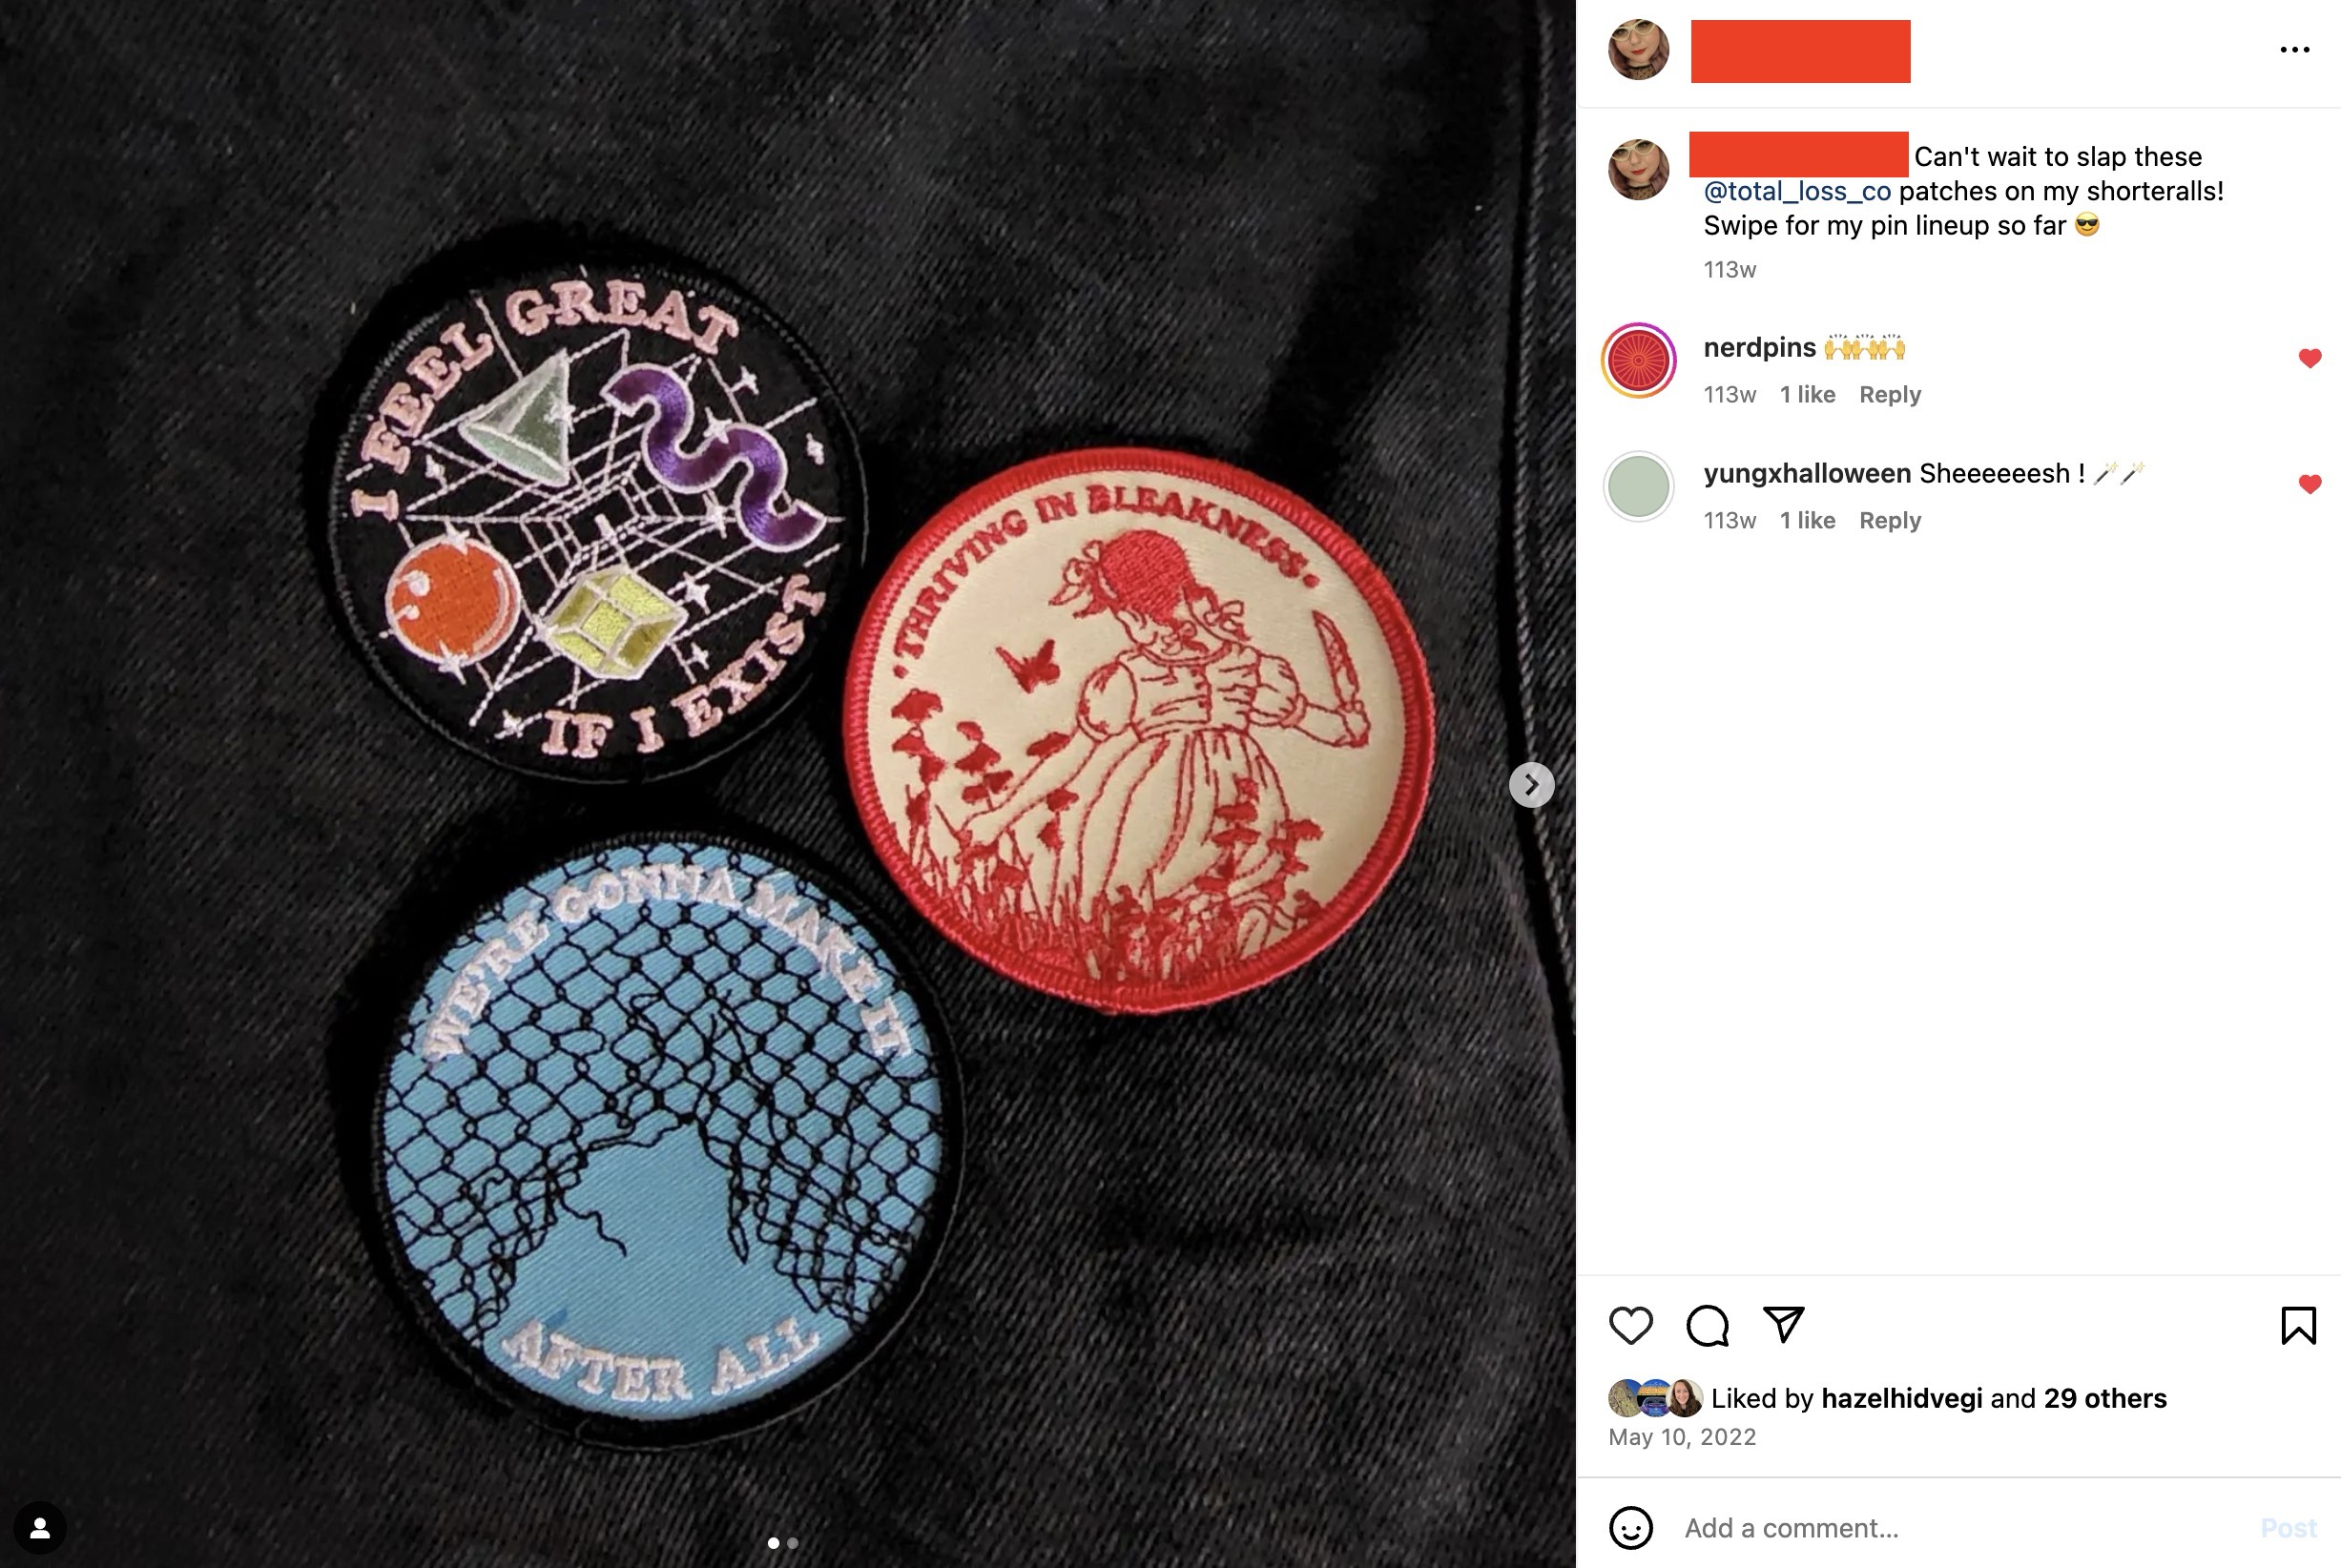 I FEEL GREAT
IF I EXIST
• THRIVING IN BLEAKNESS •
WE'RE GONNA MAKE IT
AFTER ALL
Can't wait to slap these
@total_loss_co patches on my shorteralls!
Swipe for my pin lineup so far 😎
113w
nerdpins 🙌🙌🙌
113w 1 like Reply
yungxhalloween Sheeeeeesh ! 🪄🪄
113w 1 like Reply
Liked by hazelhidvegi and 29 others
May 10, 2022
Add a comment...
Post